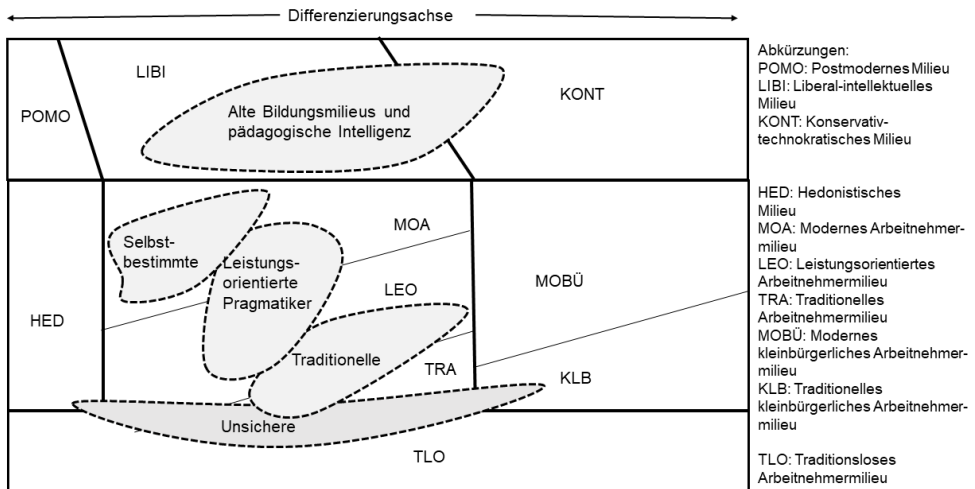 Differenzierungsachse
LIBI
POMO
Alte Bildungsmilieus und
pädagogische Intelligenz
KONT
Selbst-
bestimmte
MOA
Leistungs-
orientierte
Pragmatiker
LEO
MOBÜ
HED
Traditionelle
TRA
KLB
Unsichere
TLO
Abkürzungen:
POMO: Postmodernes Milieu
LIBI: Liberal-intellektuelles
Milieu
KONT: Konservativ-
technokratisches Milieu
HED: Hedonistisches
Milieu
MOA: Modernes Arbeitnehmer-
milieu
LEO: Leistungsorientiertes
Arbeitnehmermilieu
TRA: Traditionelles
Arbeitnehmermilieu
MOBÜ: Modernes
kleinbürgerliches Arbeitnehmer-
milieu
KLB: Traditionelles
kleinbürgerliches Arbeitnehmer-
milieu
TLO: Traditionsloses
Arbeitnehmermilieu